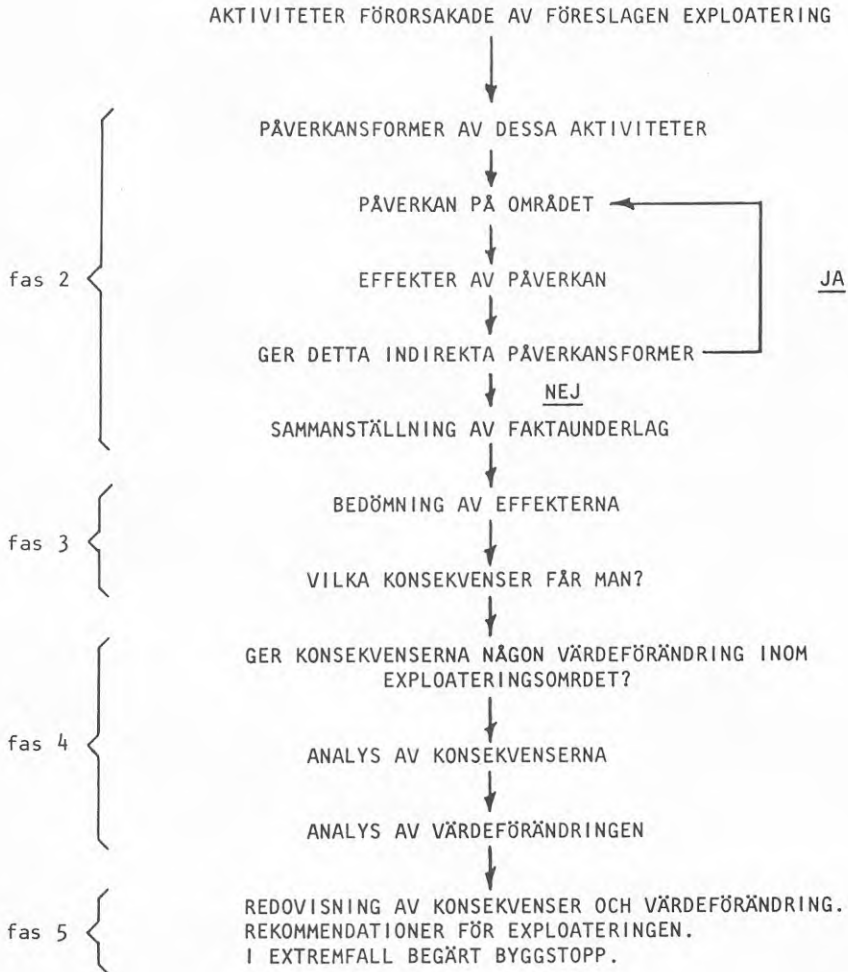 AKTIVITETER FÖRORSAKADE AV FÖRESLAGEN EXPLOATERING
PÅVERKANSFORMER AV DESSA AKTIVITETER
PÅVERKAN PÅ OMRÅDET
fas 2
EFFEKTER AV PÅVERKAN
JA
GER DETTA INDIREKTA PÅVERKANSFORMER
NEJ
SAMMANSTÄLLNING AV FAKTAUNDERLAG
BEDÖMNING AV EFFEKTERNA
fas 3
VILKA KONSEKVENSER FÅR MAN?
GER KONSEKVENSERNA NÅGON VÄRDEFÖRÄNDRING INOM
EXPLOATERINGSOMRDET?
fas 4
ANALYS AV KONSEKVENSERNA
ANALYS AV VÄRDEFÖRÄNDRINGEN
REDOVISNING AV KONSEKVENSER OCH VÄRDEFÖRÄNDRING.
fas 5
REKOMMENDATIONER FÖR EXPLOATERINGEN.
I EXTREMFALL BEGÄRT BYGGSTOPP.